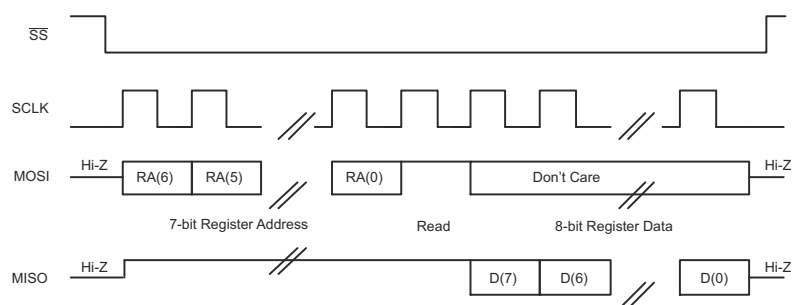 SS
SCLK
MOSI Hi-Z RA(6) RA(5) RA(0) Don't Care Hi-Z
7-bit Register Address Read 8-bit Register Data
MISO Hi-Z D(7) D(6) D(0) Hi-Z